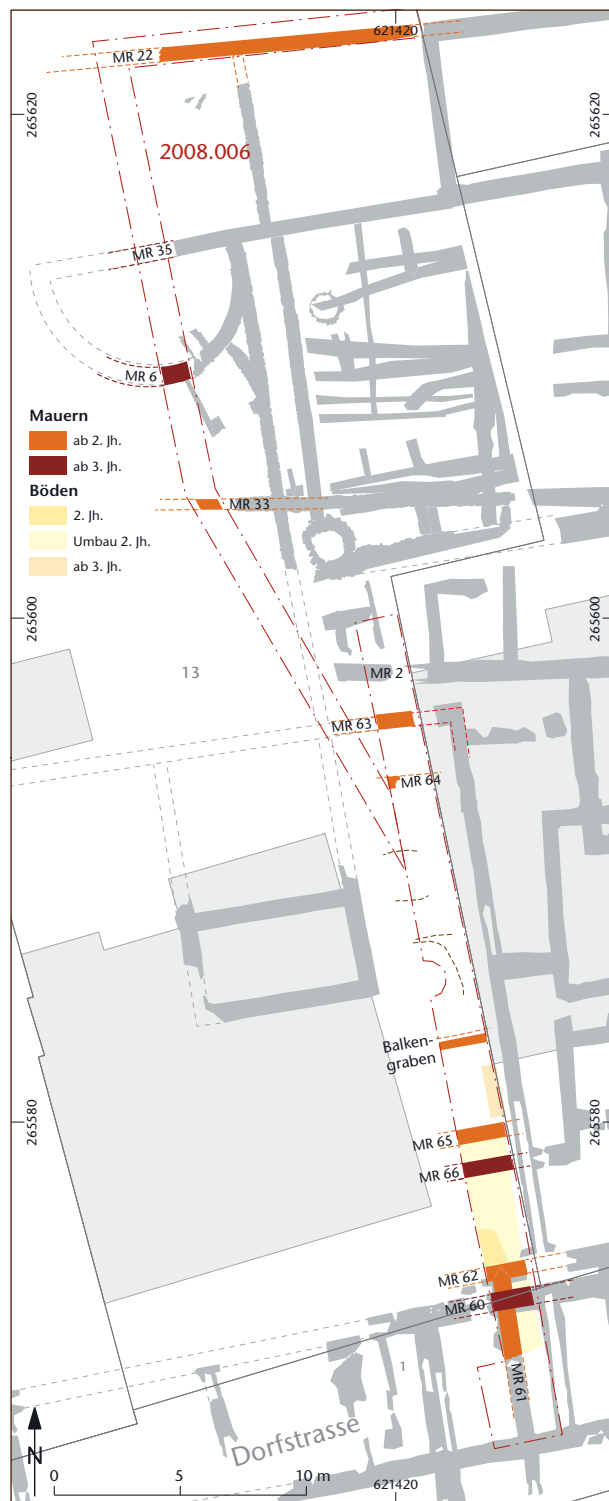 621420
MR 22
265620
265620
2008.006
MR 35
MR 6
Mauern
ab 2. Jh.
ab 3. Jh.
Böden
2. Jh.
Umbau 2. Jh.
ab 3. Jh.
MR 33
265600
265600
13
MR 2
MR 63
MR 64
Balken-
graben
265580
265580
MR 65
MR 66
MR 62
MR 60
1
MR 61
Dorfstrasse
N
0 5 10 m
621420